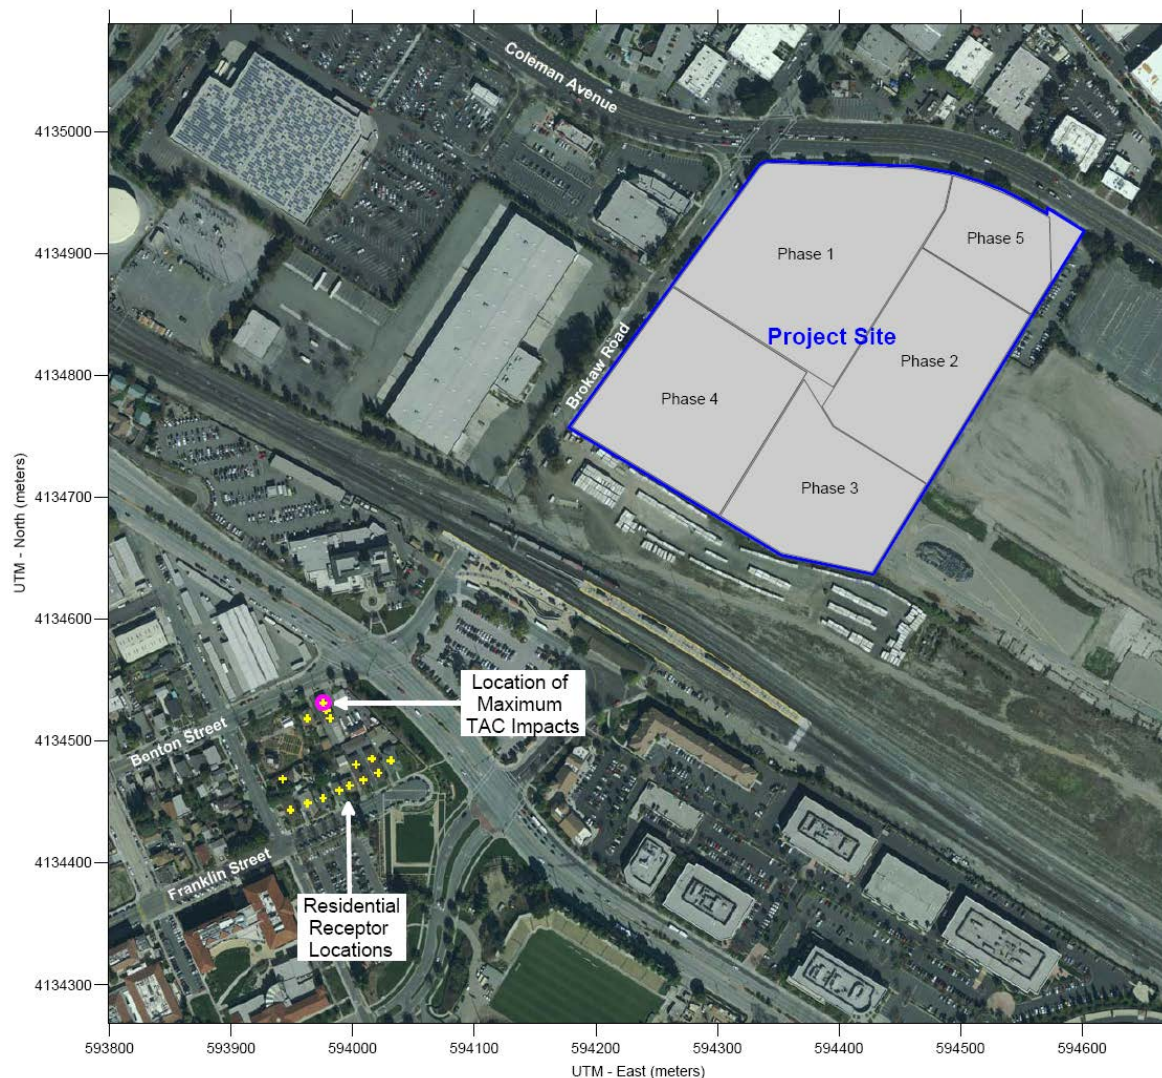 Coleman Avenue
4135000
Phase 5
4134900
Phase 1
Project Site
Phase 2
Brokaw Road
4134800
Phase 4
UTM - North (meters)
4134700
Phase 3
4134600
Location of
Maximum
TAC Impacts
Benton Street
4134500
4134400
Franklin Street
Residential
Receptor
Locations
4134300
593800 593900 594000 594100 594200 594300 594400 594500 594600
UTM - East (meters)